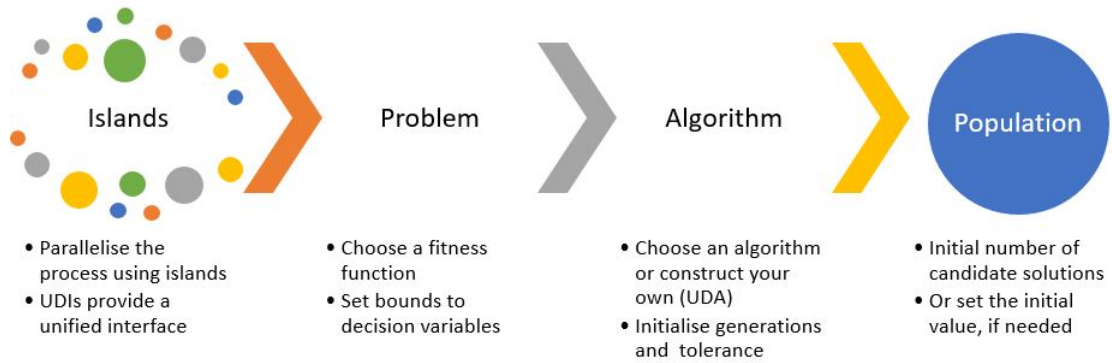 Islands
Problem
Algorithm
Population
• Parallelise the
process using islands
• UDIs provide a
unified interface
• Choose a fitness
function
• Set bounds to
decision variables
• Choose an algorithm
or construct your
own (UDA)
• Initialise generations
and tolerance
• Initial number of
candidate solutions
• Or set the initial
value, if needed